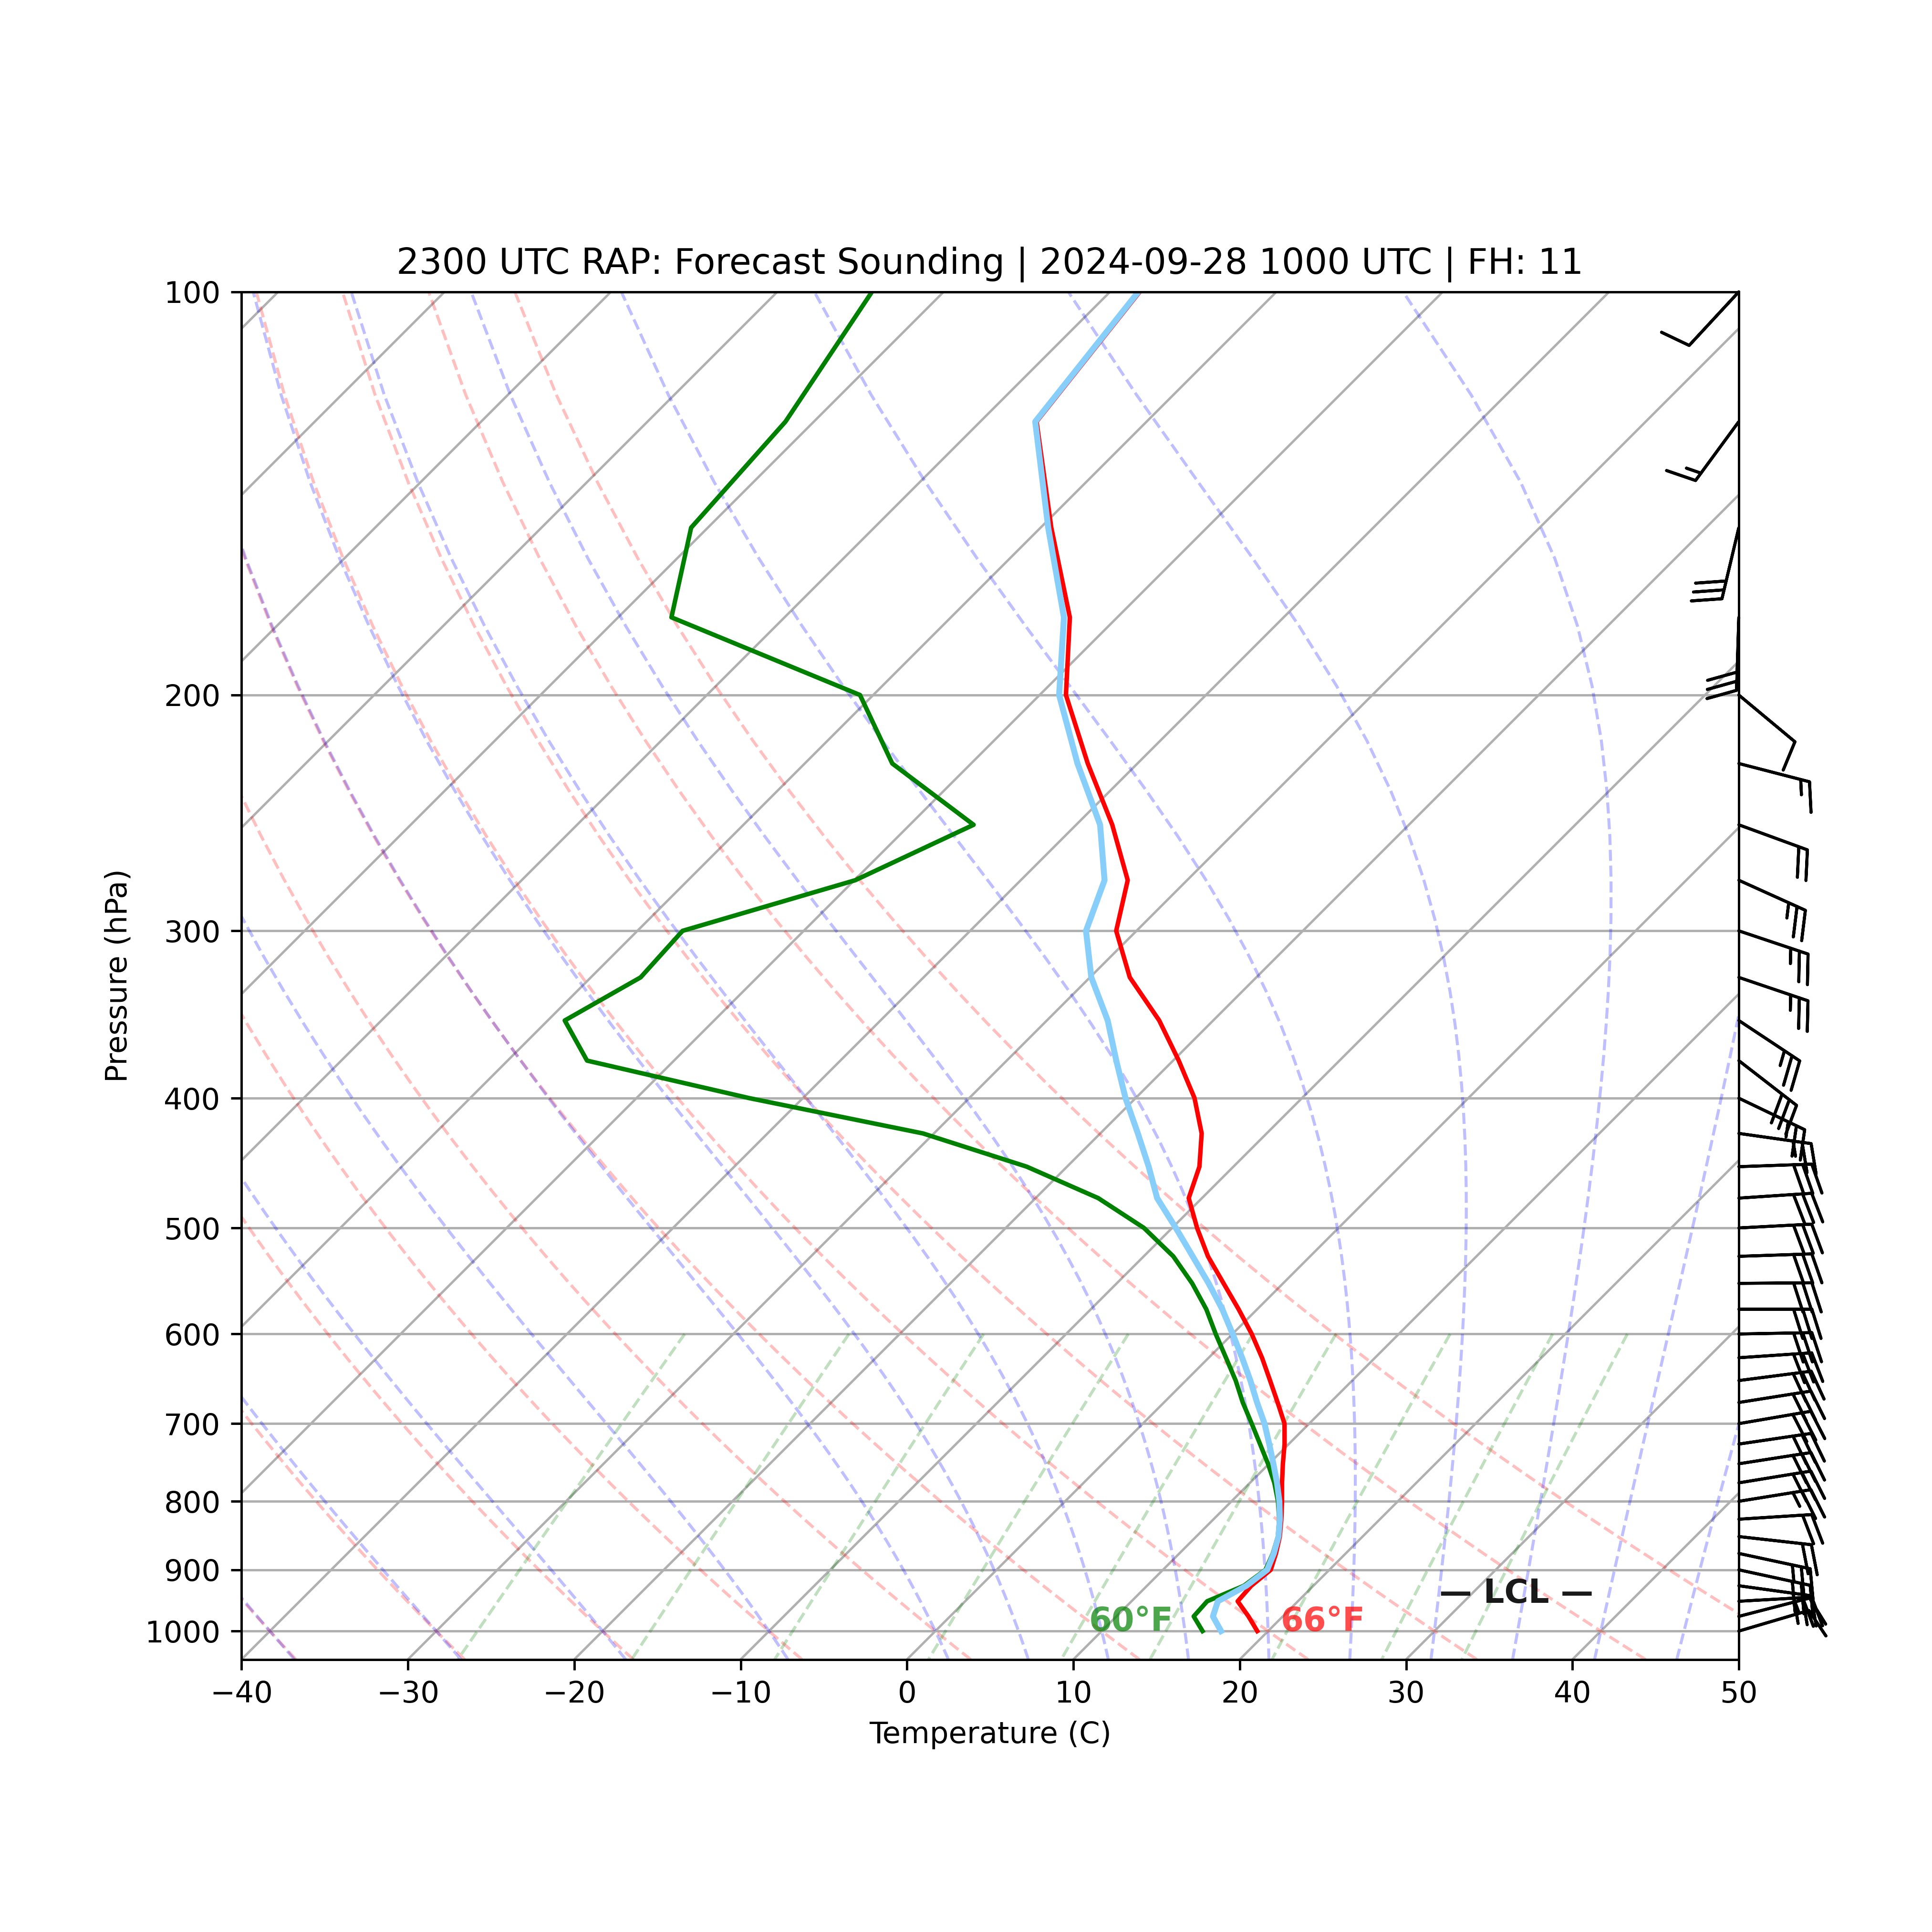 2300 UTC RAP: Forecast Sounding | 2024-09-28 1000 UTC | FH: 11
100
200
300
400
500
600
700
800
900
1000
Pressure (hPa)
— LCL —
60°F 66°F
−40 −30 −20 −10 0 10 20 30 40 50
Temperature (C)